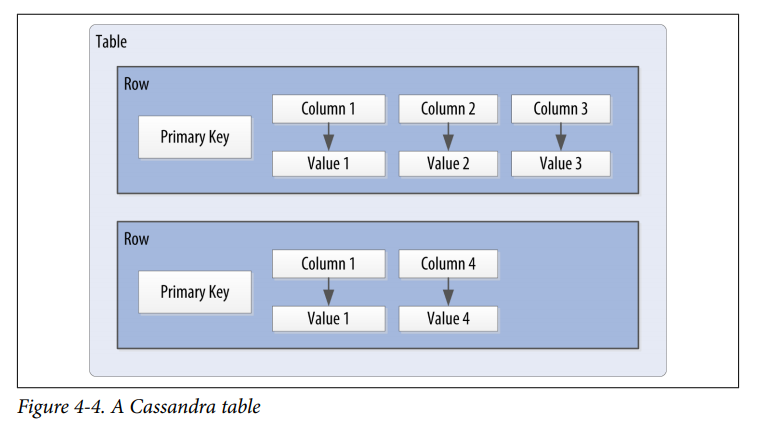 Table
Row
Primary Key
Column 1
Column 2
Column 3
Value 1
Value 2
Value 3
Row
Primary Key
Column 1
Column 4
Value 1
Value 4
Figure 4-4. A Cassandra table